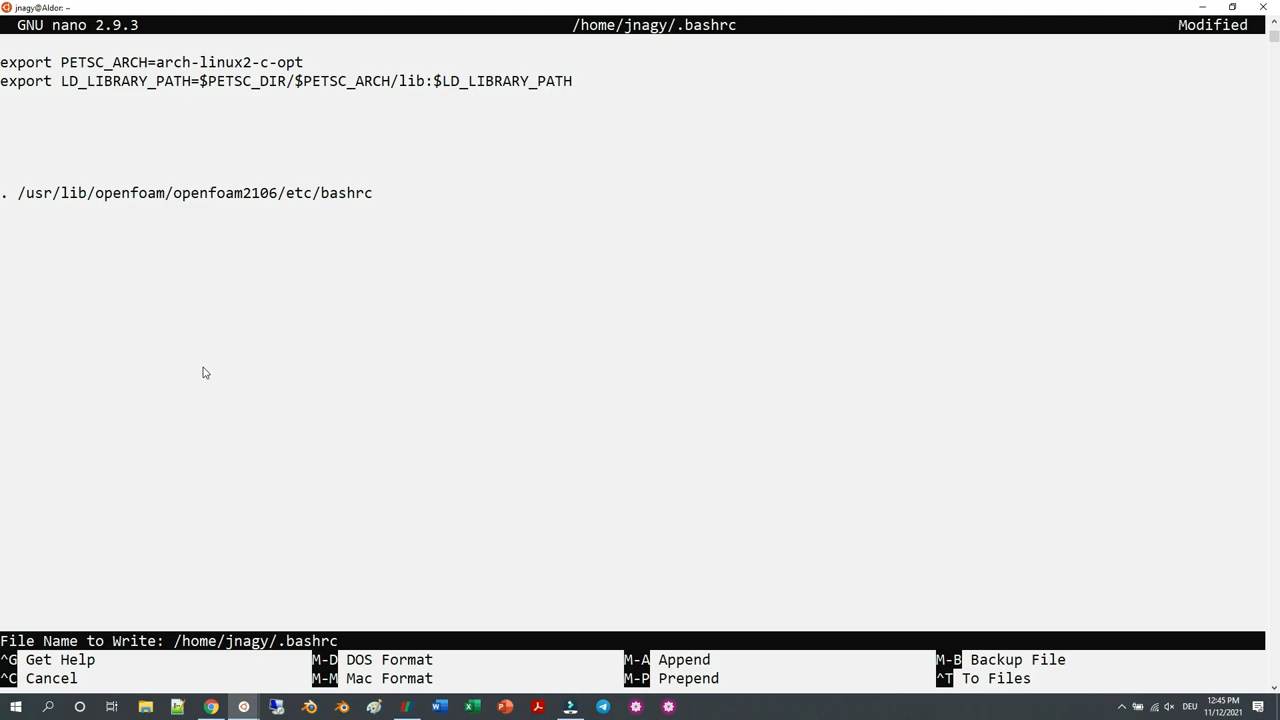 jnagy@Aldor: ~
GNU nano 2.9.3 /home/jnagy/.bashrc Modified
export PETSC_ARCH=arch-linux2-c-opt
export LD_LIBRARY_PATH=$PETSC_DIR/$PETSC_ARCH/lib:$LD_LIBRARY_PATH
. /usr/lib/openfoam/openfoam2106/etc/bashrc
File Name to Write: /home/jnagy/.bashrc
^G Get Help M-D DOS Format M-A Append M-B Backup File
^C Cancel M-M Mac Format M-P Prepend ^T To Files
DEU
12:45 PM
11/12/2021